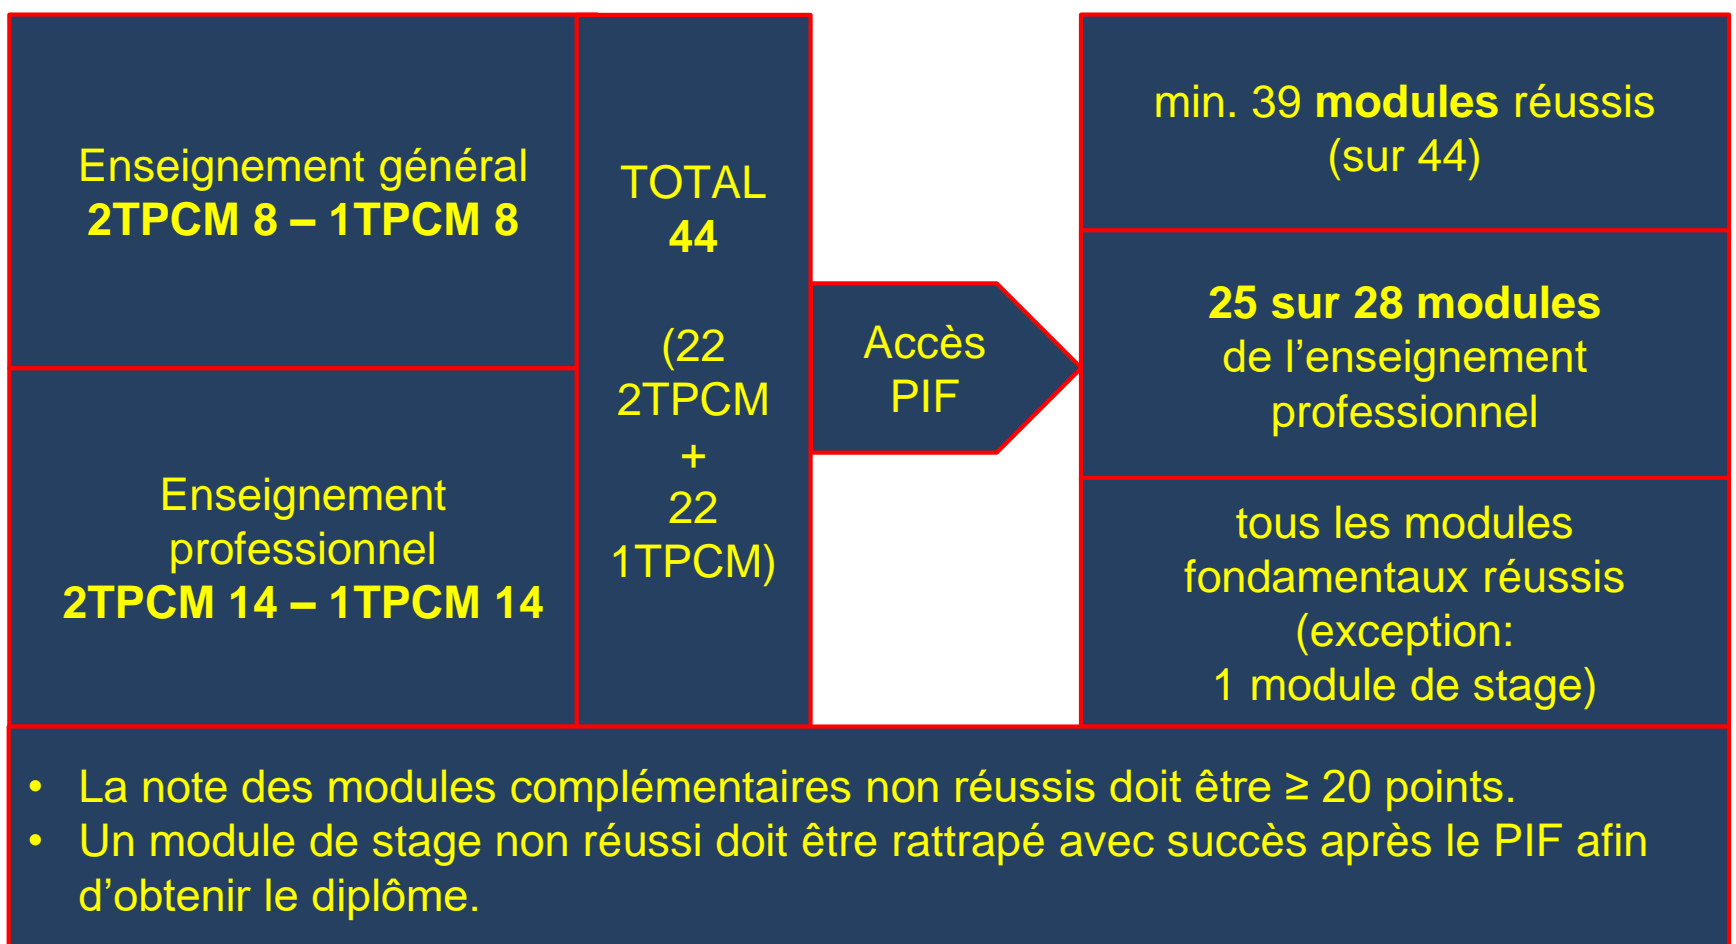 Enseignement général
2TPCM 8 – 1TPCM 8
Enseignement
professionnel
2TPCM 14 – 1TPCM 14
TOTAL
44
(22
2TPCM
+
22
1TPCM)
Accès
PIF
min. 39 modules réussis
(sur 44)
25 sur 28 modules
de l’enseignement
professionnel
tous les modules
fondamentaux réussis
(exception:
1 module de stage)
• La note des modules complémentaires non réussis doit être ≥ 20 points.
• Un module de stage non réussi doit être rattrapé avec succès après le PIF afin
d’obtenir le diplôme.